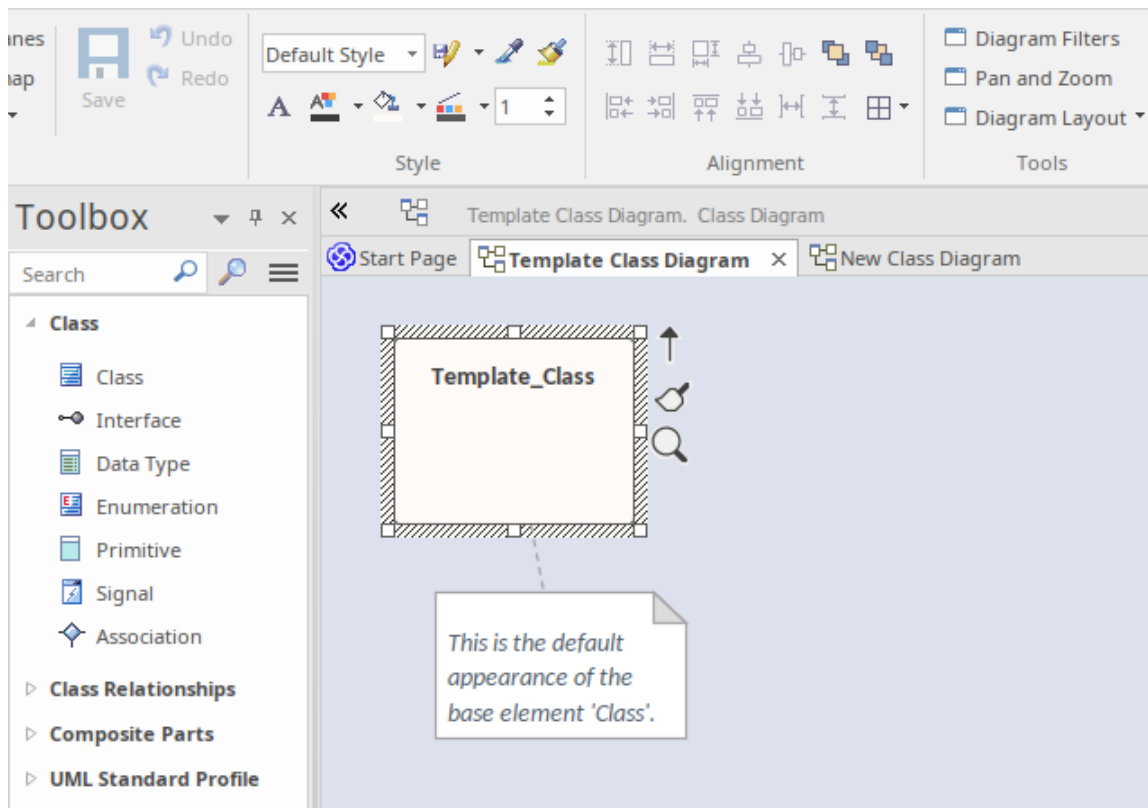 Save
Undo
Redo
Default Style
A
1
Style
Alignment
Diagram Filters
Pan and Zoom
Diagram Layout
Tools
Toolbox
Search
Class
Class
Interface
Data Type
Enumeration
Primitive
Signal
Association
Class Relationships
Composite Parts
UML Standard Profile
Template Class Diagram.  Class Diagram
Start Page
Template Class Diagram
New Class Diagram
Template_Class
This is the default
appearance of the
base element 'Class'.